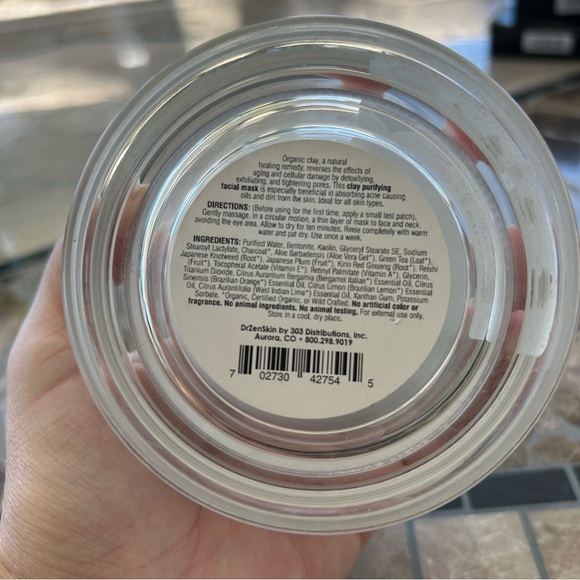 Organic clay, a natural
healing remedy, reverses the effects of
aging and cellular damage by detoxifying,
exfoliating, and tightening pores. This clay purifying
facial mask is especially beneficial in absorbing acne causing
oils and dirt from the skin. Ideal for all skin types.
DIRECTIONS: (Before using for the first time, apply a small test patch).
Gently massage, in a circular motion, a thin layer of mask to face and neck,
avoiding the eye area. Allow to dry for ten minutes. Rinse completely with warm
water and pat dry. Use once a week.
INGREDIENTS: Purified Water, Bentonite, Kaolin, Glyceryl Stearate SE, Sodium
Stearoyl Lactylate, Charcoal*, Aloe Barbadensis (Aloe Vera Gel*), Green Tea (Leaf*),
Japanese Knotweed (Root*), Japanese Plum (Fruit*), Kirin Red Ginseng (Root*), Reishi
(Fruit*), Tocopheral Acetate (Vitamin E*), Retinyl Palmitate (Vitamin A*), Glycerin,
Titanium Dioxide, Citrus Aurantium Bergamia (Bergamot Italian*) Essential Oil, Citrus
Sinensis (Brazilian Orange*) Essential Oil, Citrus Limon (Brazilian Lemon*) Essential
Oil, Citrus Aurantifolia (West Indian Lime*) Essential Oil, Xanthan Gum, Potassium
Sorbate. *Organic, Certified Organic, or Wild Crafted. No artificial color or
fragrance. No animal ingredients. No animal testing. For external use only.
Store in a cool, dry place.
DrZenSkin by 303 Distributions, Inc.
Aurora, CO • 800.298.9019
7 02730 42754 5